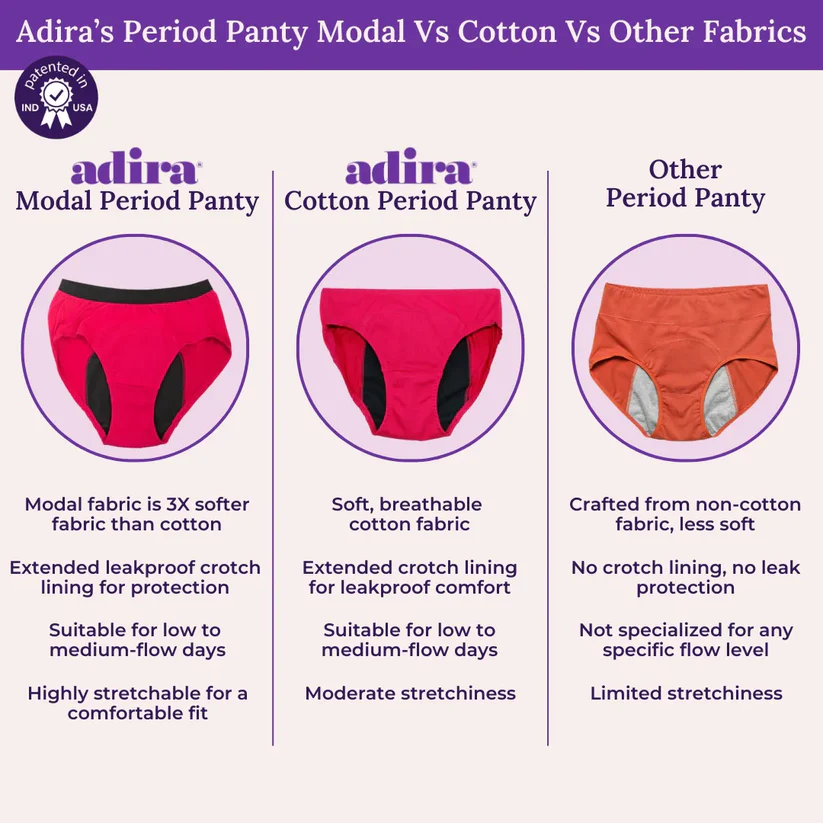 Adira’s Period Panty Modal Vs Cotton Vs Other Fabrics
patented in
IND USA
adira®
Modal Period Panty
adira®
Cotton Period Panty
Other
Period Panty
Modal fabric is 3X softer
fabric than cotton
Extended leakproof crotch
lining for protection
Suitable for low to
medium-flow days
Highly stretchable for a
comfortable fit
Soft, breathable
cotton fabric
Extended crotch lining
for leakproof comfort
Suitable for low to
medium-flow days
Moderate stretchiness
Crafted from non-cotton
fabric, less soft
No crotch lining, no leak
protection
Not specialized for any
specific flow level
Limited stretchiness